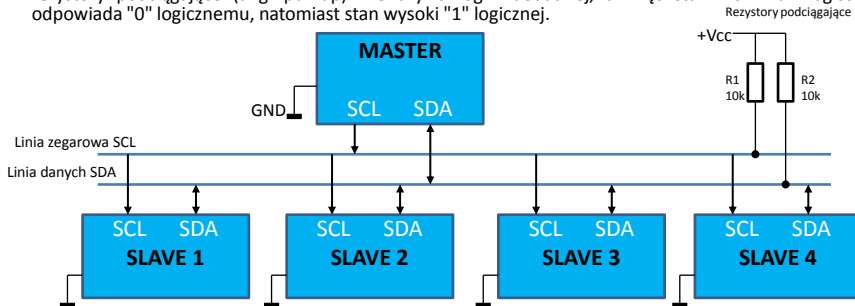 odpowiada "0" logicznemu, natomiast stan wysoki "1" logicznej.
Rezystory podciągające
+Vcc
MASTER
R1
10k
R2
10k
GND
SCL SDA
Linia zegarowa SCL
Linia danych SDA
SCL SDA
SLAVE 1
SCL SDA
SLAVE 2
SCL SDA
SLAVE 3
SCL SDA
SLAVE 4